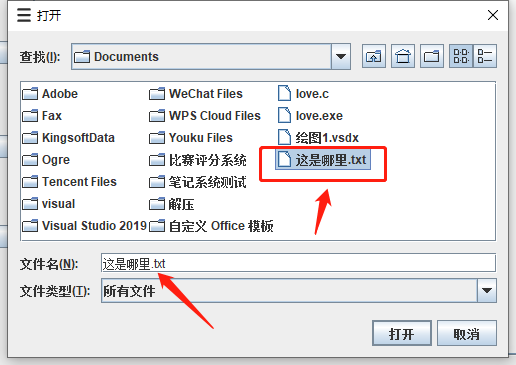 打开
查找(I):
Documents
Adobe
Fax
KingsoftData
Ogre
Tencent Files
visual
Visual Studio 2019
WeChat Files
WPS Cloud Files
Youku Files
比赛评分系统
笔记系统测试
解压
自定义 Office 模板
love.c
love.exe
绘图1.vsdx
这是哪里.txt
文件名(N):
这是哪里.txt
文件类型(T):
所有文件
打开
取消